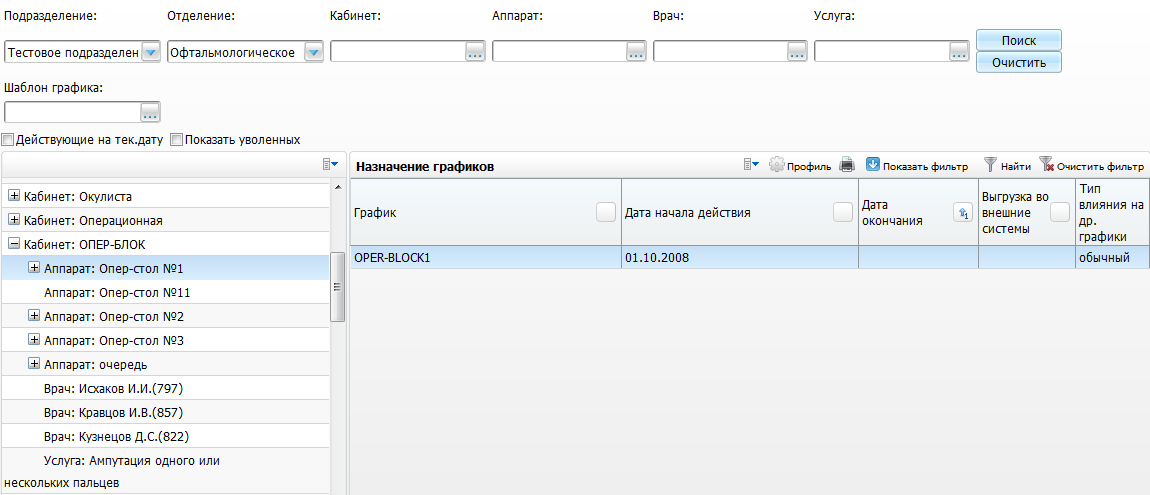 Подразделение: Отделение: Кабинет: Аппарат: Врач: Услуга:
Тестовое подразделен Офтальмологическое ... ... ... ... Поиск
Очистить
Шаблон графика:
...
Действующие на тек.дату Показать уволенных
Назначение графиков Профиль Показать фильтр Найти Очистить фильтр
График Дата начала действия Дата окончания 1 Выгрузка во внешние системы Тип влияния на др. графики
OPER-BLOCK1 01.10.2008 обычный
Кабинет: Окулиста
Кабинет: Операционная
Кабинет: ОПЕР-БЛОК
Аппарат: Опер-стол №1
Аппарат: Опер-стол №11
Аппарат: Опер-стол №2
Аппарат: Опер-стол №3
Аппарат: очередь
Врач: Исхаков И.И.(797)
Врач: Кравцов И.В.(857)
Врач: Кузнецов Д.С.(822)
Услуга: Ампутация одного или
нескольких пальцев